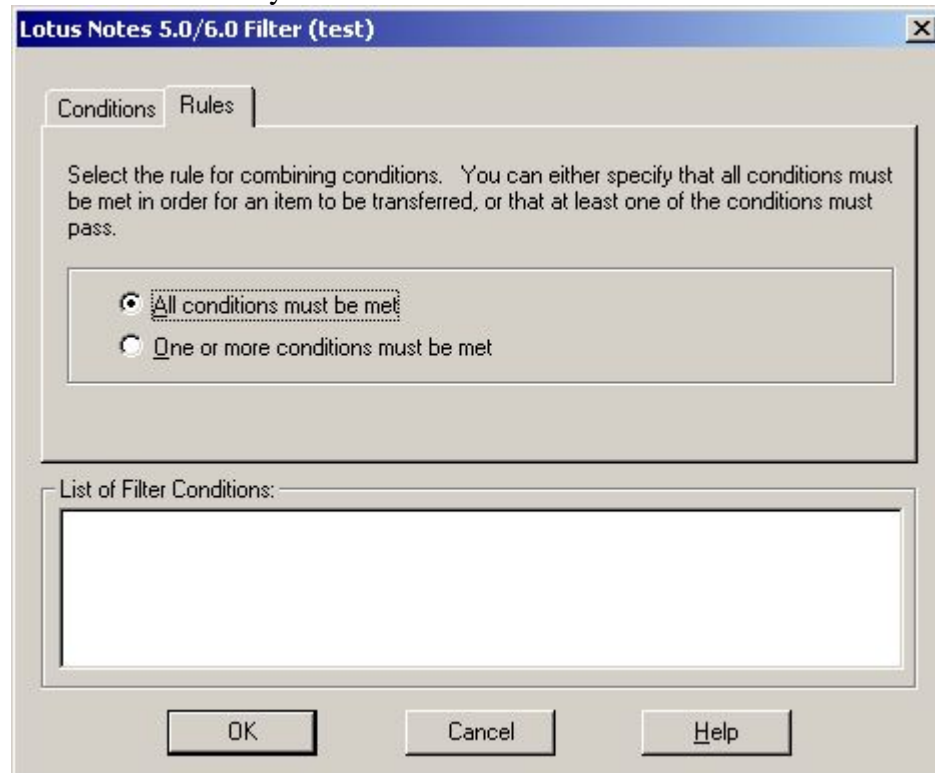 Lotus Notes 5.0/6.0 Filter (test)
Conditions Rules
Select the rule for combining conditions. You can either specify that all conditions must
be met in order for an item to be transferred, or that at least one of the conditions must
pass.
All conditions must be met
One or more conditions must be met
List of Filter Conditions:
OK Cancel Help